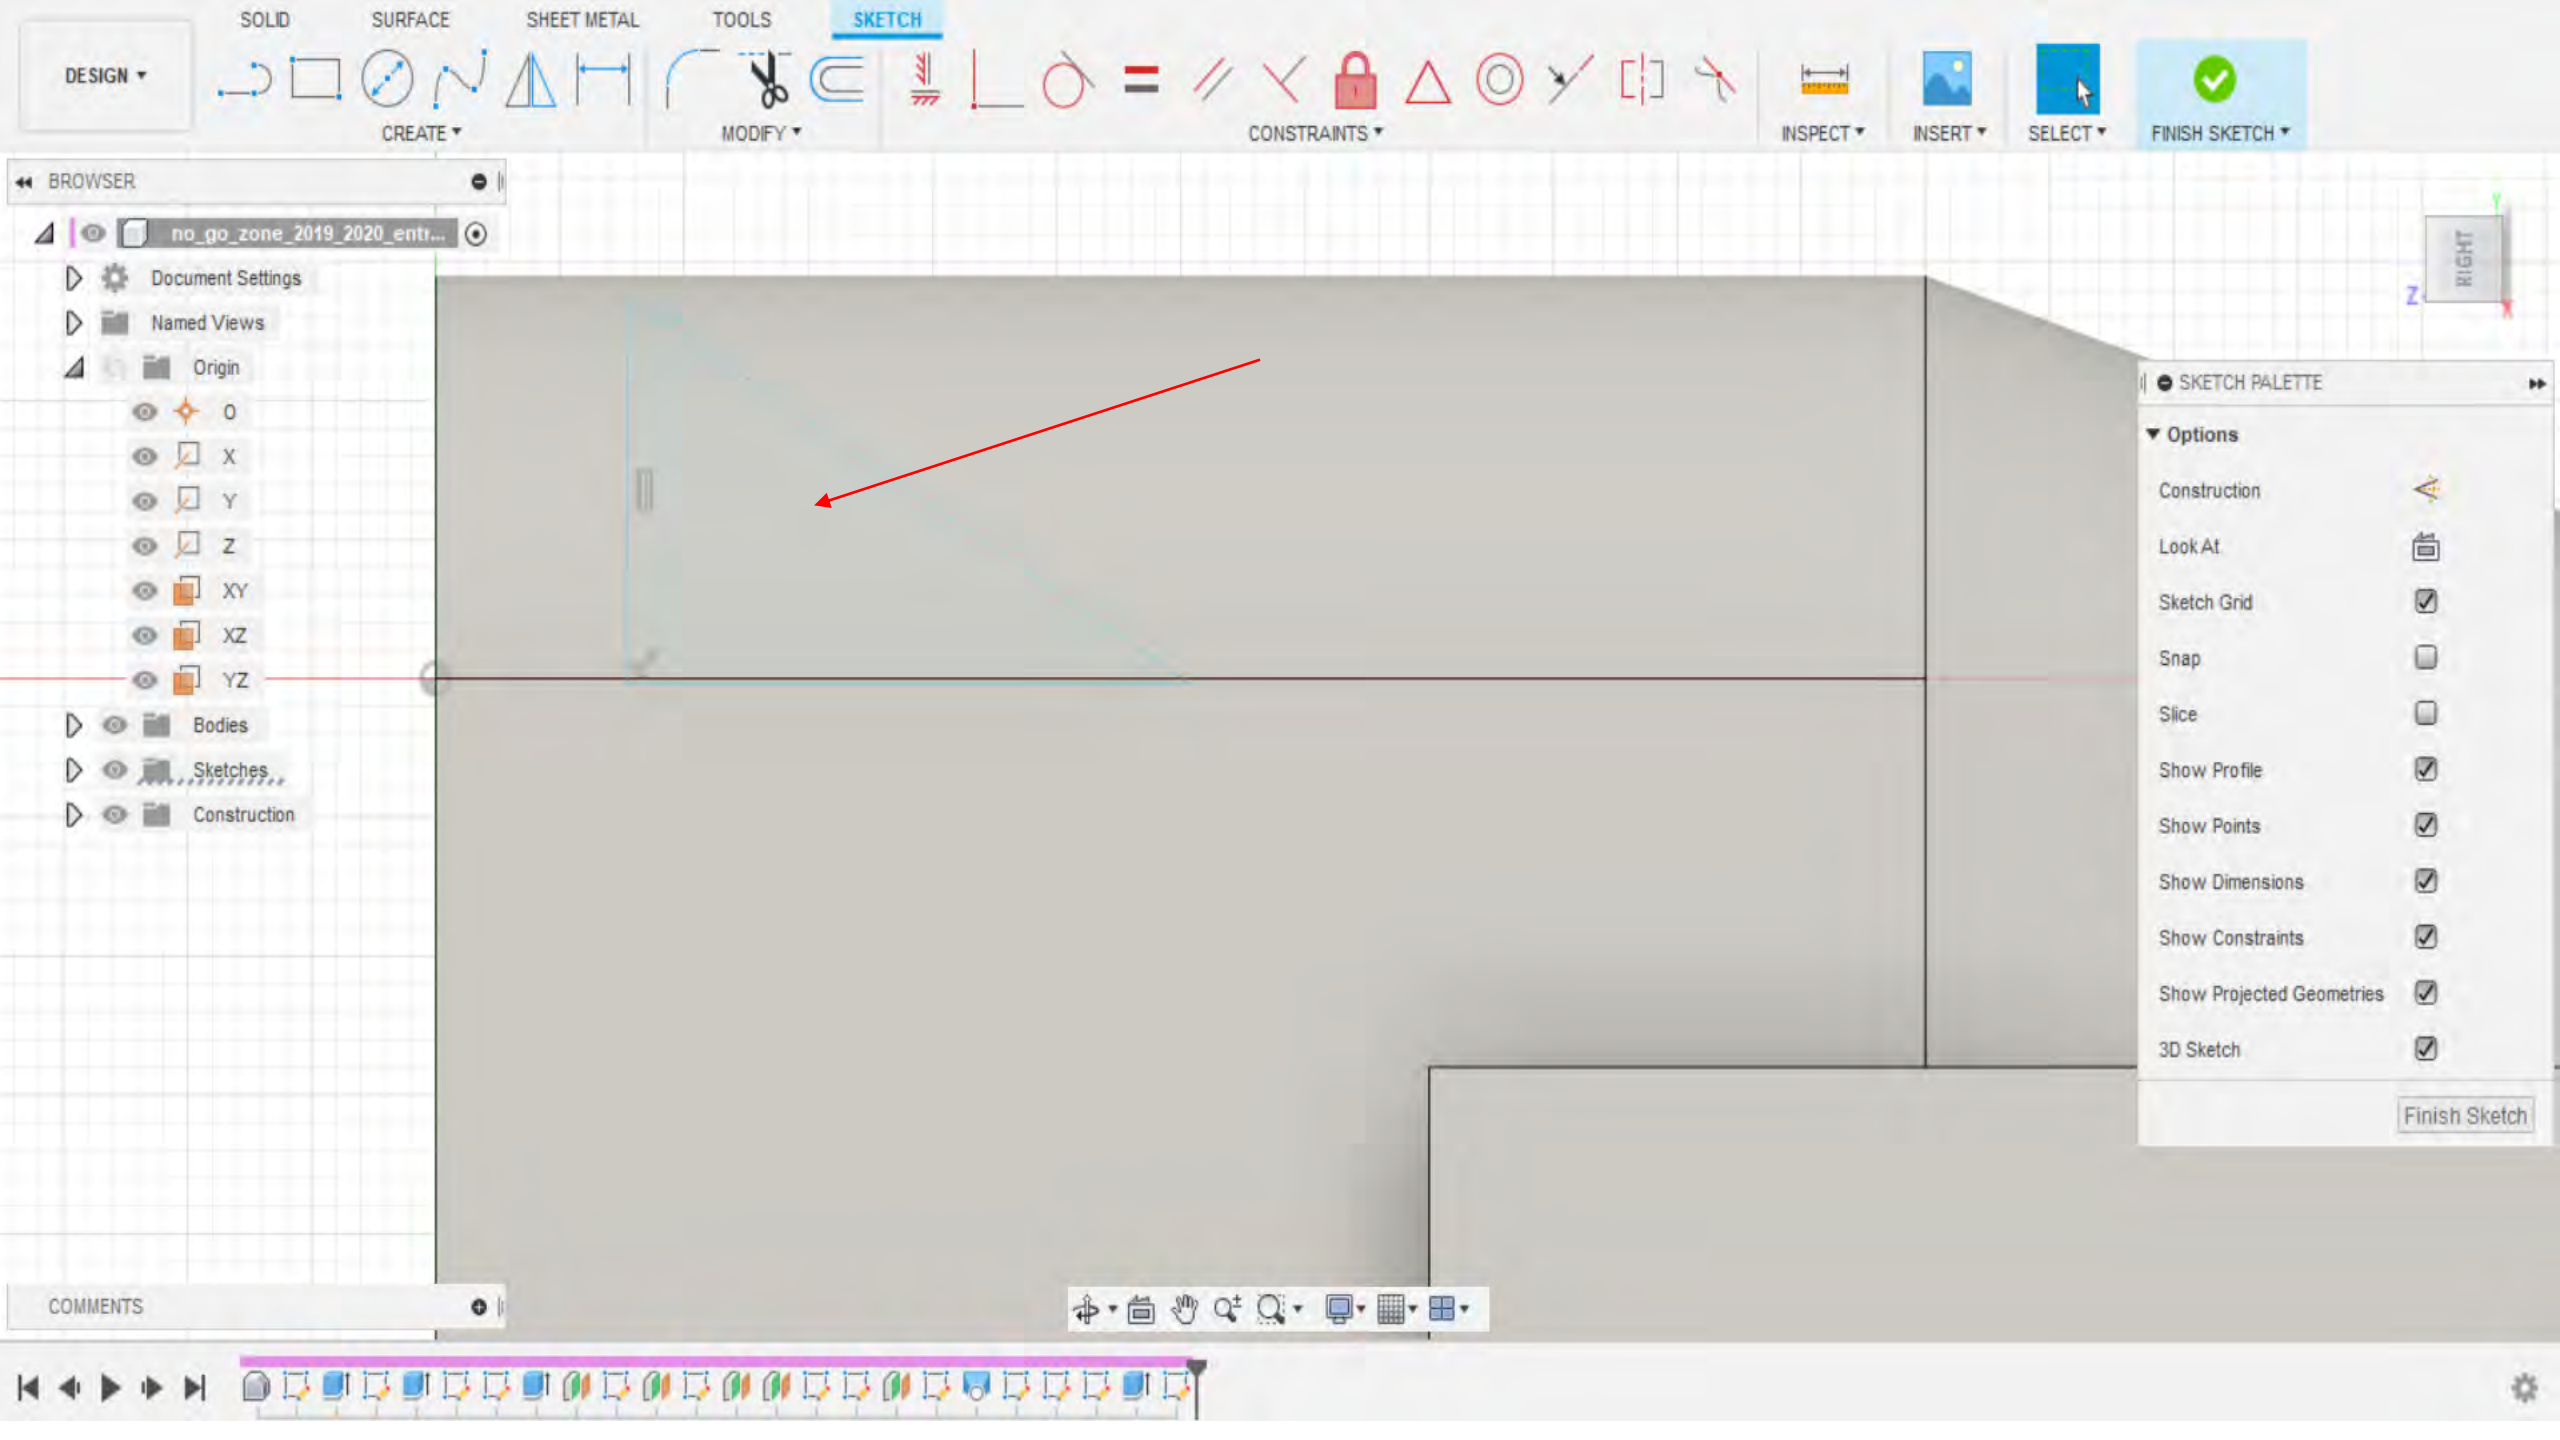 SOLID SURFACE SHEET METAL TOOLS SKETCH
DESIGN
CREATE MODIFY CONSTRAINTS INSPECT INSERT SELECT FINISH SKETCH
BROWSER
no_go_zone_2019_2020_entr...
Document Settings
Named Views
Origin
O
X
Y
Z
XY
XZ
YZ
Bodies
Sketches
Construction
Y
RIGHT
Z
X
SKETCH PALETTE
Options
Construction
Look At
Sketch Grid
Snap
Slice
Show Profile
Show Points
Show Dimensions
Show Constraints
Show Projected Geometries
3D Sketch
Finish Sketch
COMMENTS